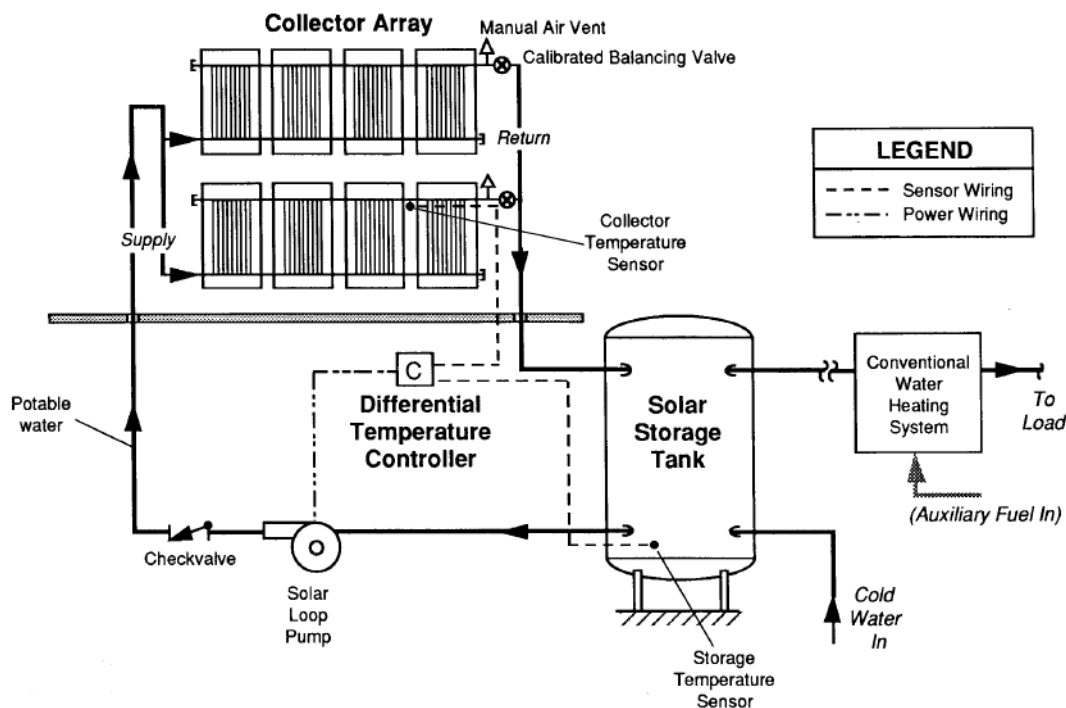 Collector Array
Manual Air Vent
Calibrated Balancing Valve
Return
Supply
Collector
Temperature
Sensor
LEGEND
Sensor Wiring
Power Wiring
Potable
water
C
Differential
Temperature
Controller
Solar
Storage
Tank
Conventional
Water
Heating
System
To
Load
(Auxiliary Fuel In)
Checkvalve
Solar
Loop
Pump
Cold
Water
In
Storage
Temperature
Sensor